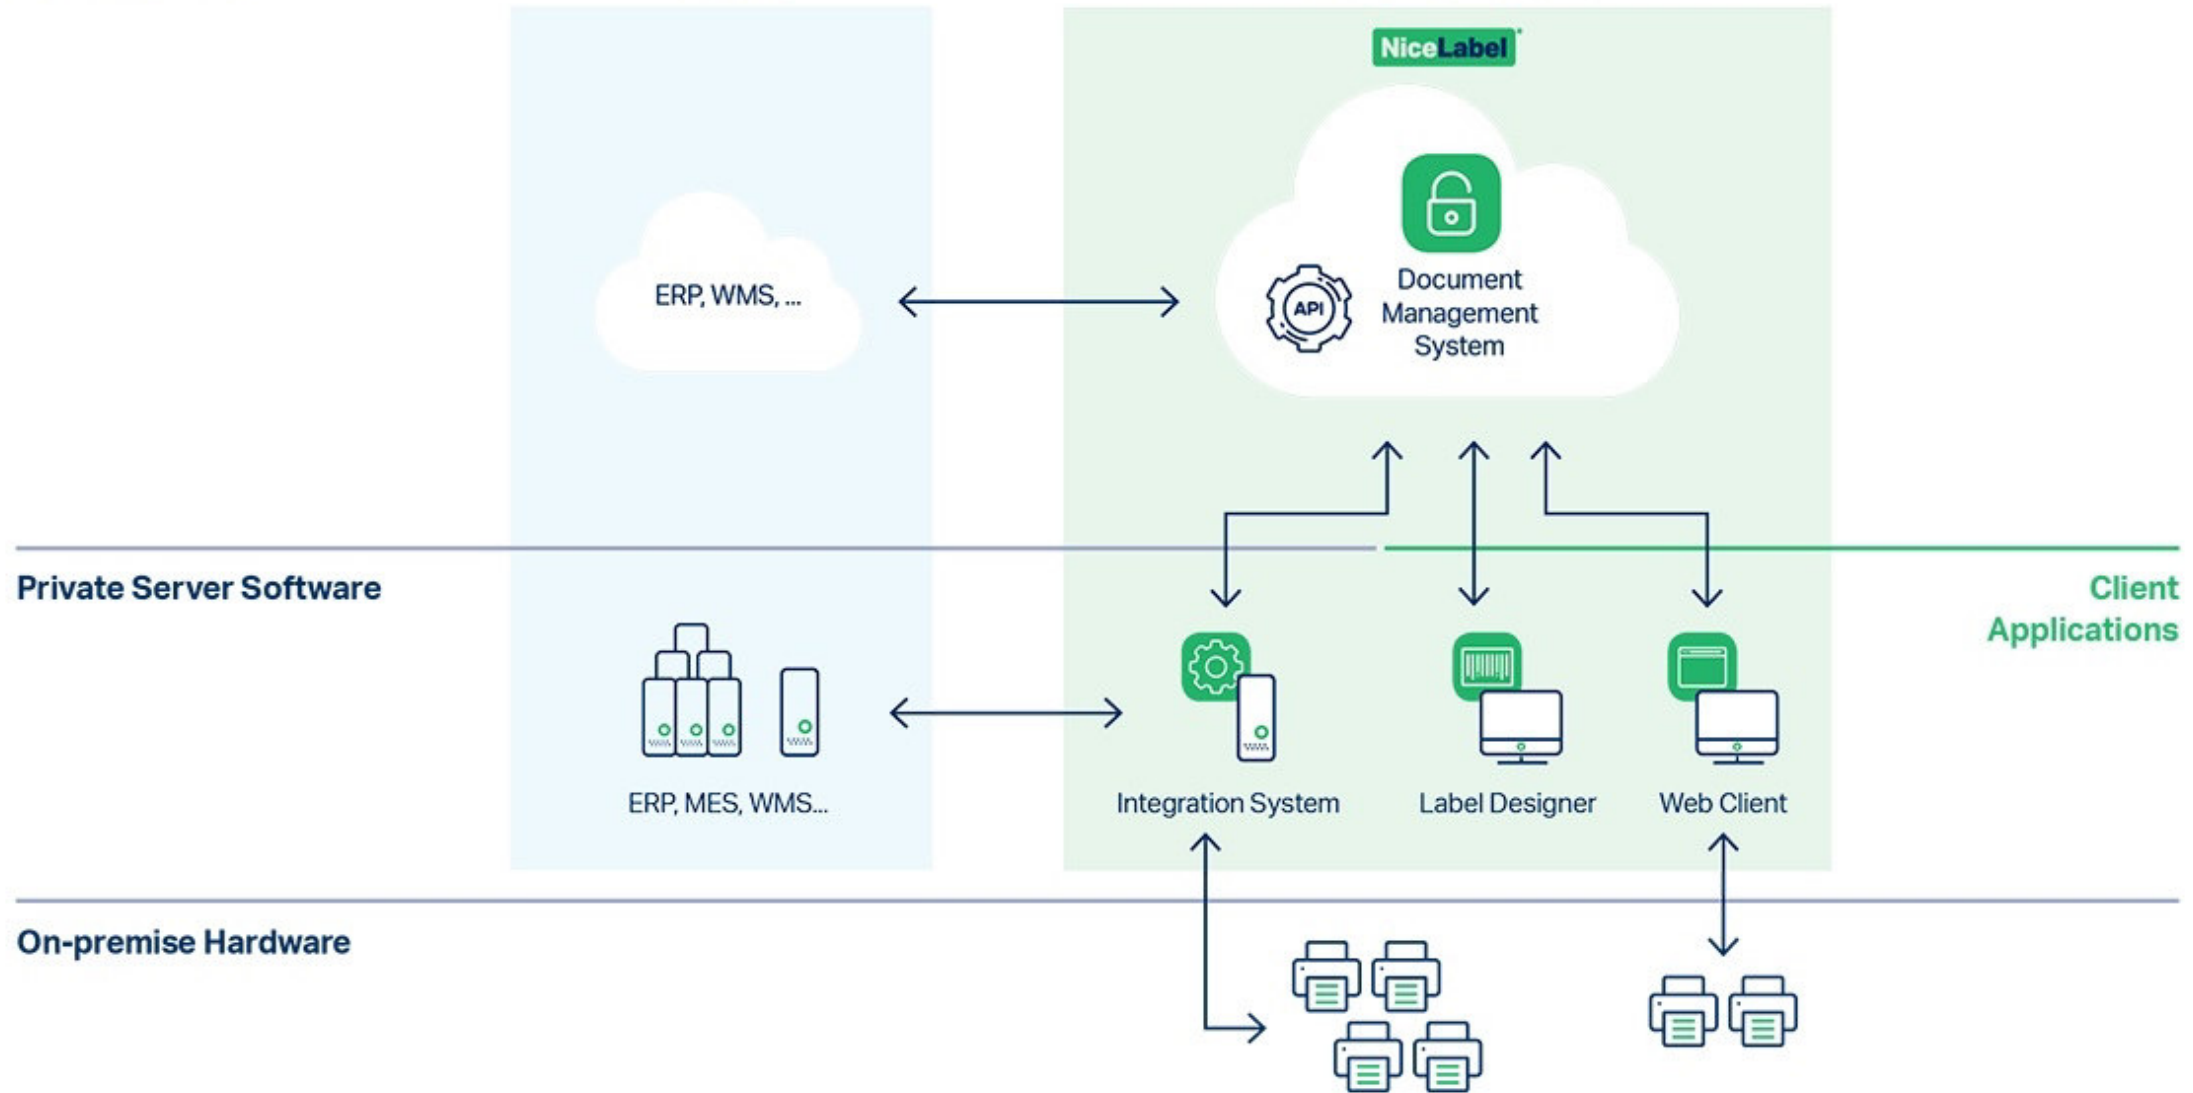 NiceLabel
ERP, WMS, ...
API
Document
Management
System
Private Server Software
Client
Applications
ERP, MES, WMS...
Integration System
Label Designer
Web Client
On-premise Hardware